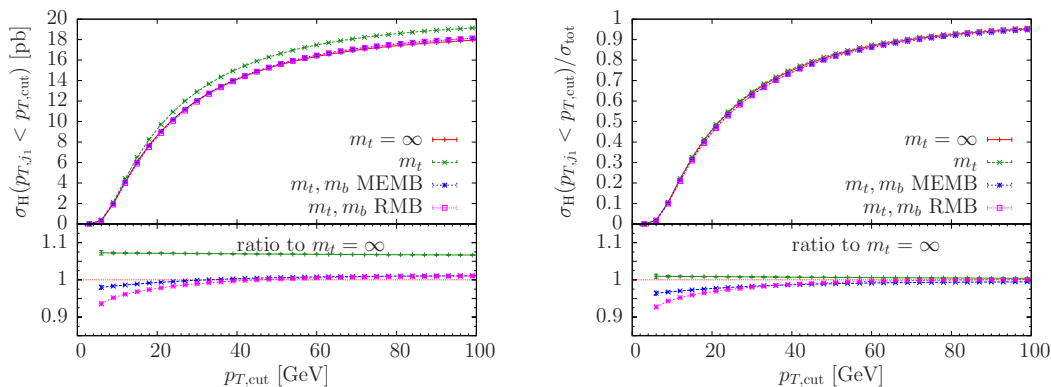 σ_H(p_{T,j_1} < p_{T,cut}) [pb]
20
18
16
14
12
10
8
6
4
2
0
m_t = ∞
m_t
m_t, m_b MEMB
m_t, m_b RMB
ratio to m_t = ∞
1.1
1
0.9
0 20 40 60 80 100
p_{T,cut} [GeV]
σ_H(p_{T,j_1} < p_{T,cut})/σ_tot
1
0.9
0.8
0.7
0.6
0.5
0.4
0.3
0.2
0.1
0
m_t = ∞
m_t
m_t, m_b MEMB
m_t, m_b RMB
ratio to m_t = ∞
1.1
1
0.9
0 20 40 60 80 100
p_{T,cut} [GeV]